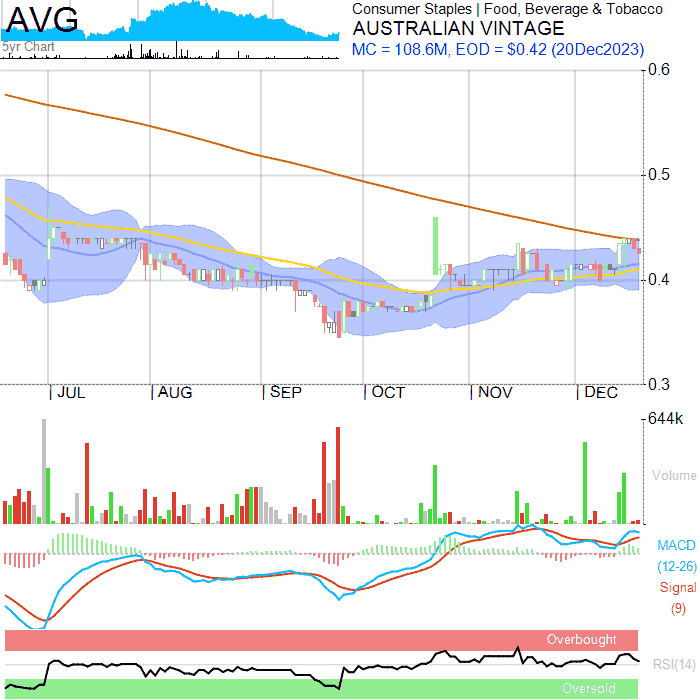 AVG
5yr Chart
Consumer Staples | Food, Beverage & Tobacco
AUSTRALIAN VINTAGE
MC = 108.6M, EOD = $0.42 (20Dec2023)
0.6
0.5
0.4
0.3
JUL
AUG
SEP
OCT
NOV
DEC
644k
Volume
MACD
(12-26)
Signal
(9)
Overbought
RSI(14)
Oversold